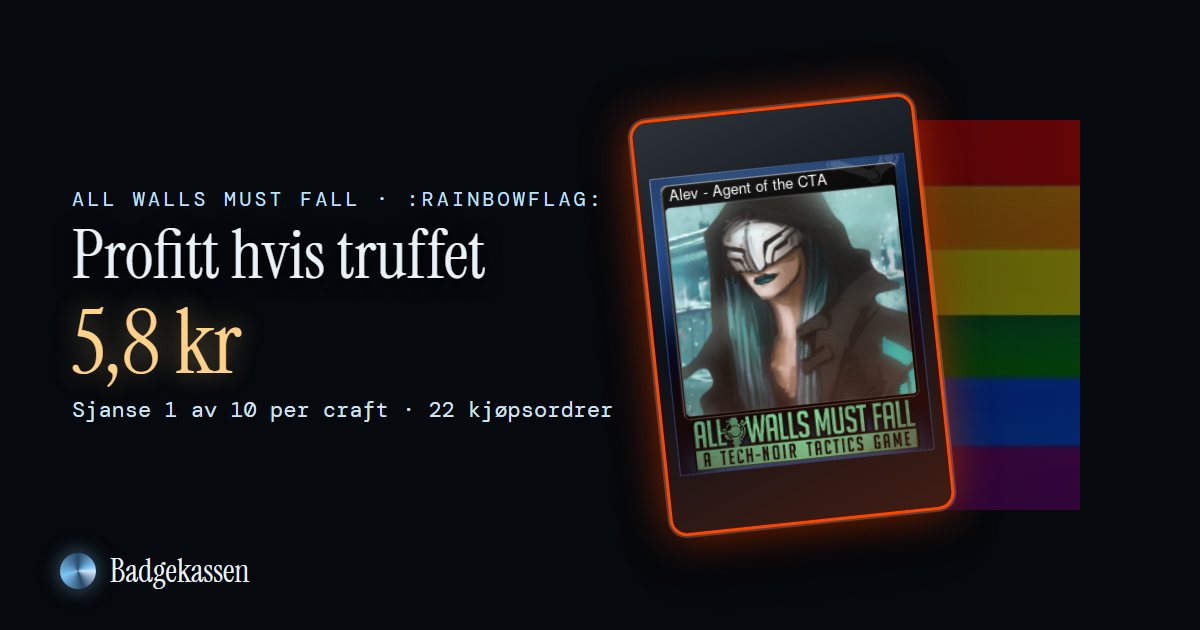 ALL WALLS MUST FALL · :RAINBOWFLAG:
Profitt hvis truffet
5,8 kr
Sjanse 1 av 10 per craft · 22 kjøpsordrer
Alev - Agent of the CTA
ALL WALLS MUST FALL
A TECH-NOIR TACTICS GAME
Badgekassen